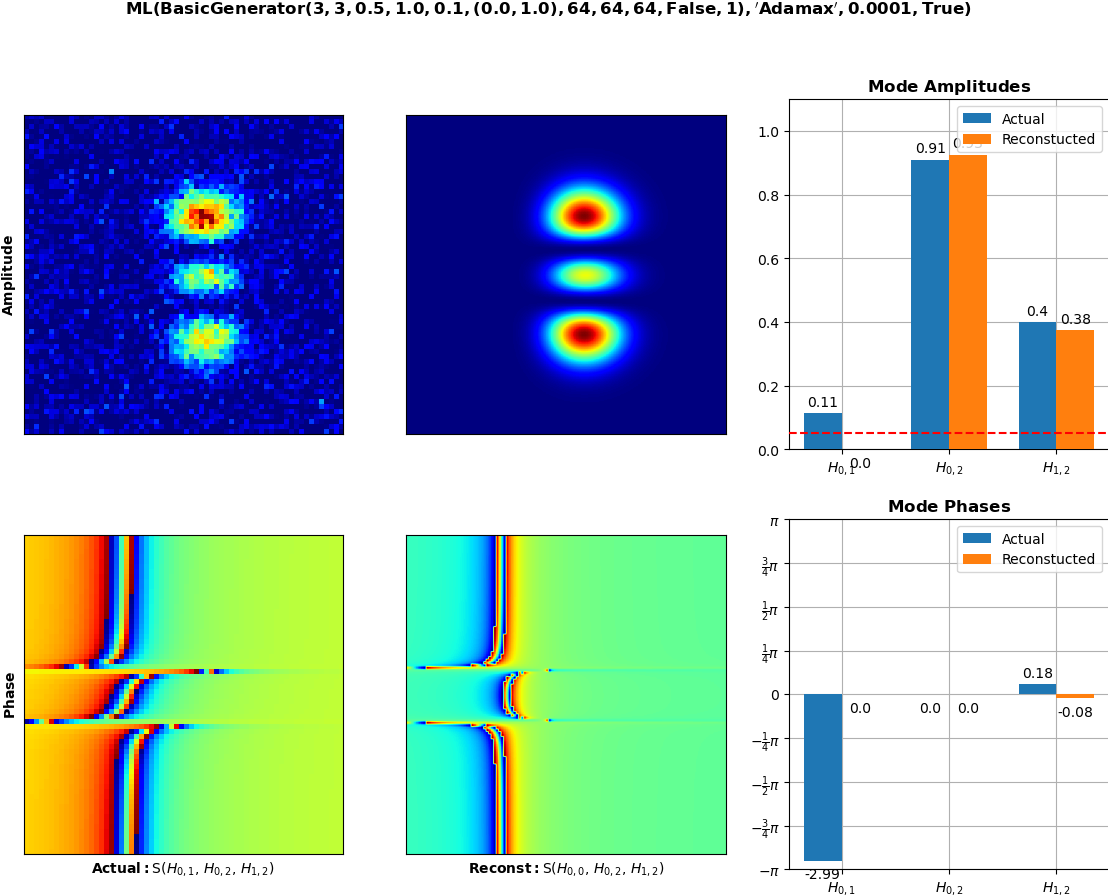 ML(BasicGenerator(3, 3, 0.5, 1.0, 0.1, (0.0, 1.0), 64, 64, 64, False, 1), ′Adamax′, 0.0001, True)
Amplitude
Mode Amplitudes
Actual
Reconstucted
1.0
0.8
0.6
0.4
0.2
0.0
0.11
0.0
0.91
0.4
0.38
H0,1
H0,2
H1,2
Phase
Actual: S(H0,1, H0,2, H1,2)
Reconst: S(H0,0, H0,2, H1,2)
Mode Phases
Actual
Reconstucted
π
3/4π
1/2π
1/4π
0
−1/4π
−1/2π
−3/4π
−π
-2.99
0.0
0.0
0.0
0.18
-0.08
H0,1
H0,2
H1,2